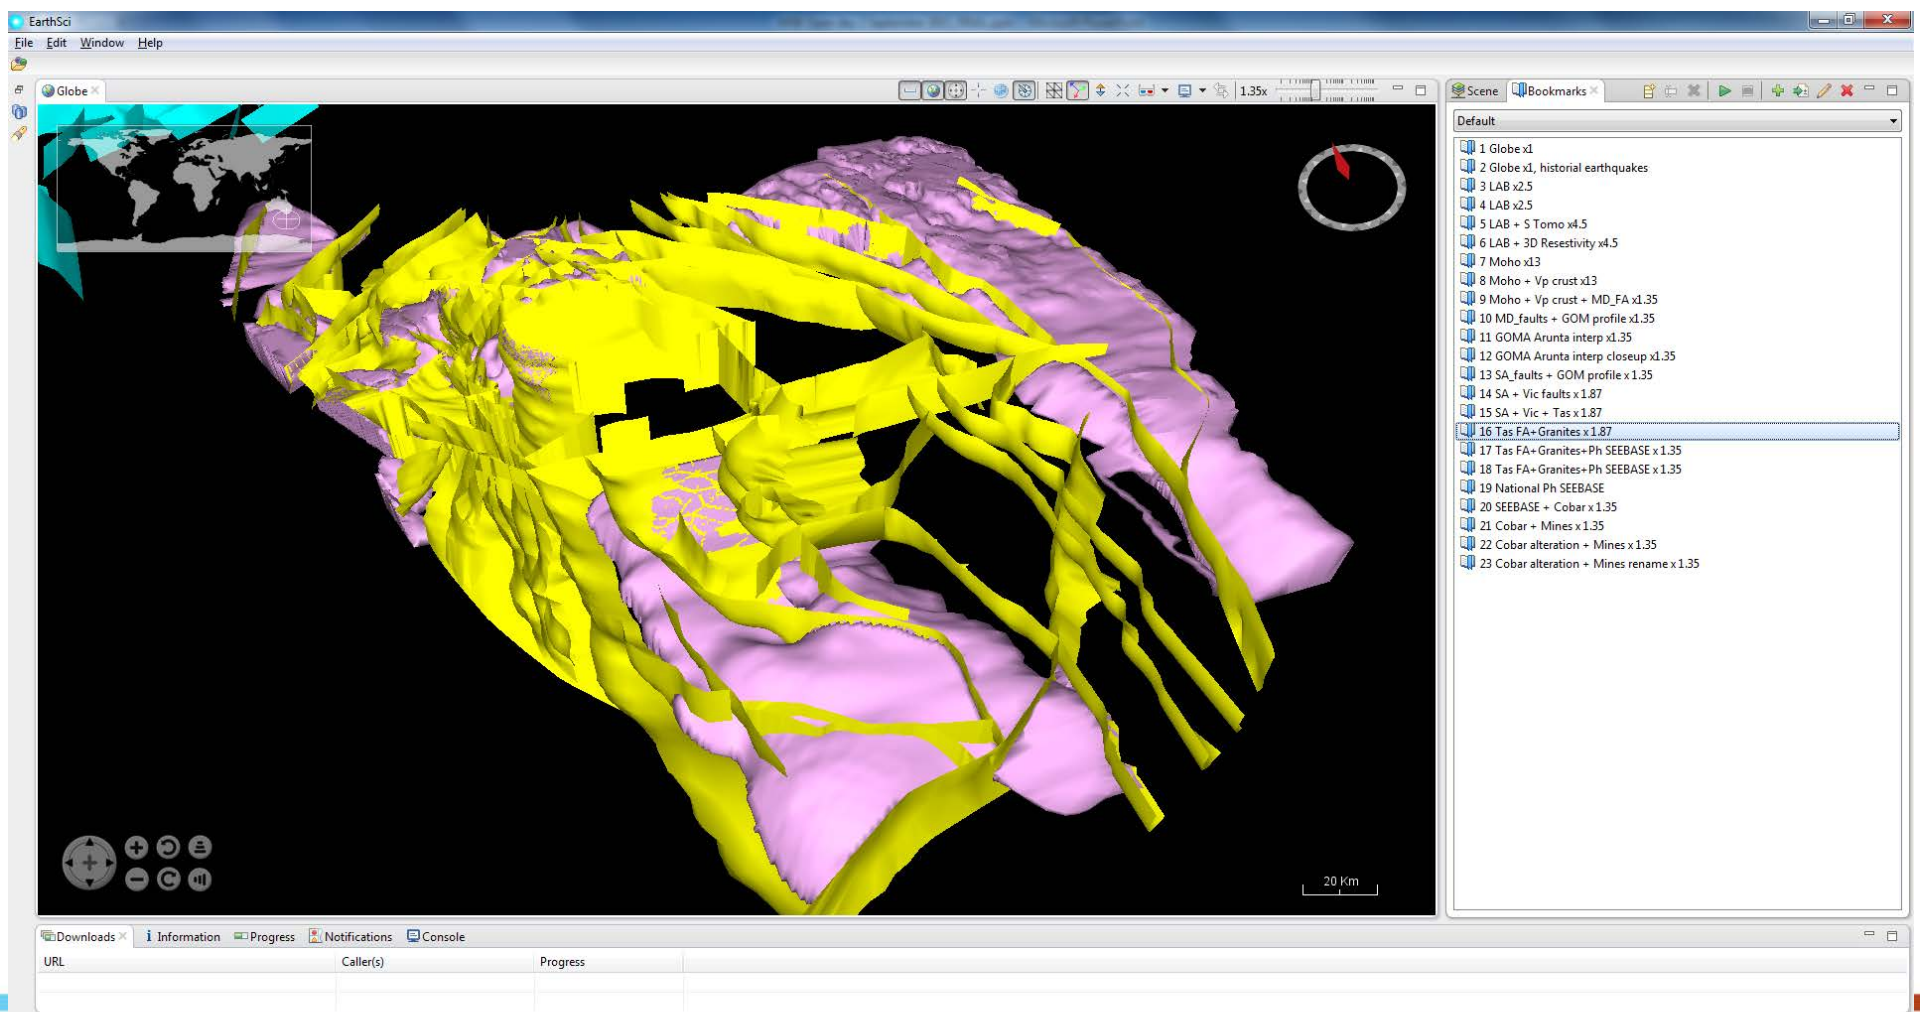 EarthSci
File Edit Window Help
Globe
1.35x
Scene Bookmarks
Default
1 Globe x1
2 Globe x1, historial earthquakes
3 LAB x2.5
4 LAB x2.5
5 LAB + S Tomo x4.5
6 LAB + 3D Resestivity x4.5
7 Moho x13
8 Moho + Vp crust x13
9 Moho + Vp crust + MD_FA x1.35
10 MD_faults + GOM profile x1.35
11 GOMA Arunta interp x1.35
12 GOMA Arunta interp closeup x1.35
13 SA_faults + GOM profile x 1.35
14 SA + Vic faults x 1.87
15 SA + Vic + Tas x 1.87
16 Tas FA+Granites x 1.87
17 Tas FA+Granites+Ph SEEBASE x 1.35
18 Tas FA+Granites+Ph SEEBASE x 1.35
19 National Ph SEEBASE
20 SEEBASE + Cobar x 1.35
21 Cobar + Mines x 1.35
22 Cobar alteration + Mines x 1.35
23 Cobar alteration + Mines rename x 1.35
20 Km
Downloads Information Progress Notifications Console
URL Caller(s) Progress